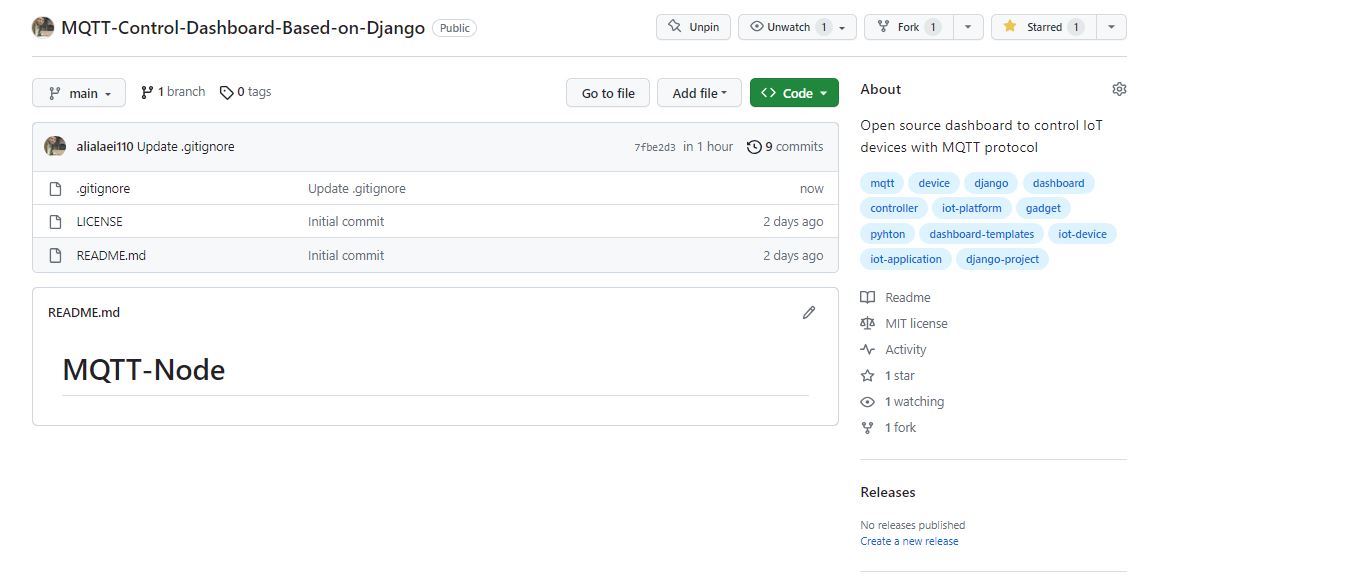 MQTT-Control-Dashboard-Based-on-Django Public Unpin Unwatch 1 Fork 1 Starred 1
main 1 branch 0 tags Go to file Add file Code
alialaei110 Update .gitignore 7fbe2d3 in 1 hour 9 commits
.gitignore Update .gitignore now
LICENSE Initial commit 2 days ago
README.md Initial commit 2 days ago
README.md
MQTT-Node
About
Open source dashboard to control IoT
devices with MQTT protocol
mqtt device django dashboard
controller iot-platform gadget
pyhton dashboard-templates iot-device
iot-application django-project
Readme
MIT license
Activity
1 star
1 watching
1 fork
Releases
No releases published
Create a new release